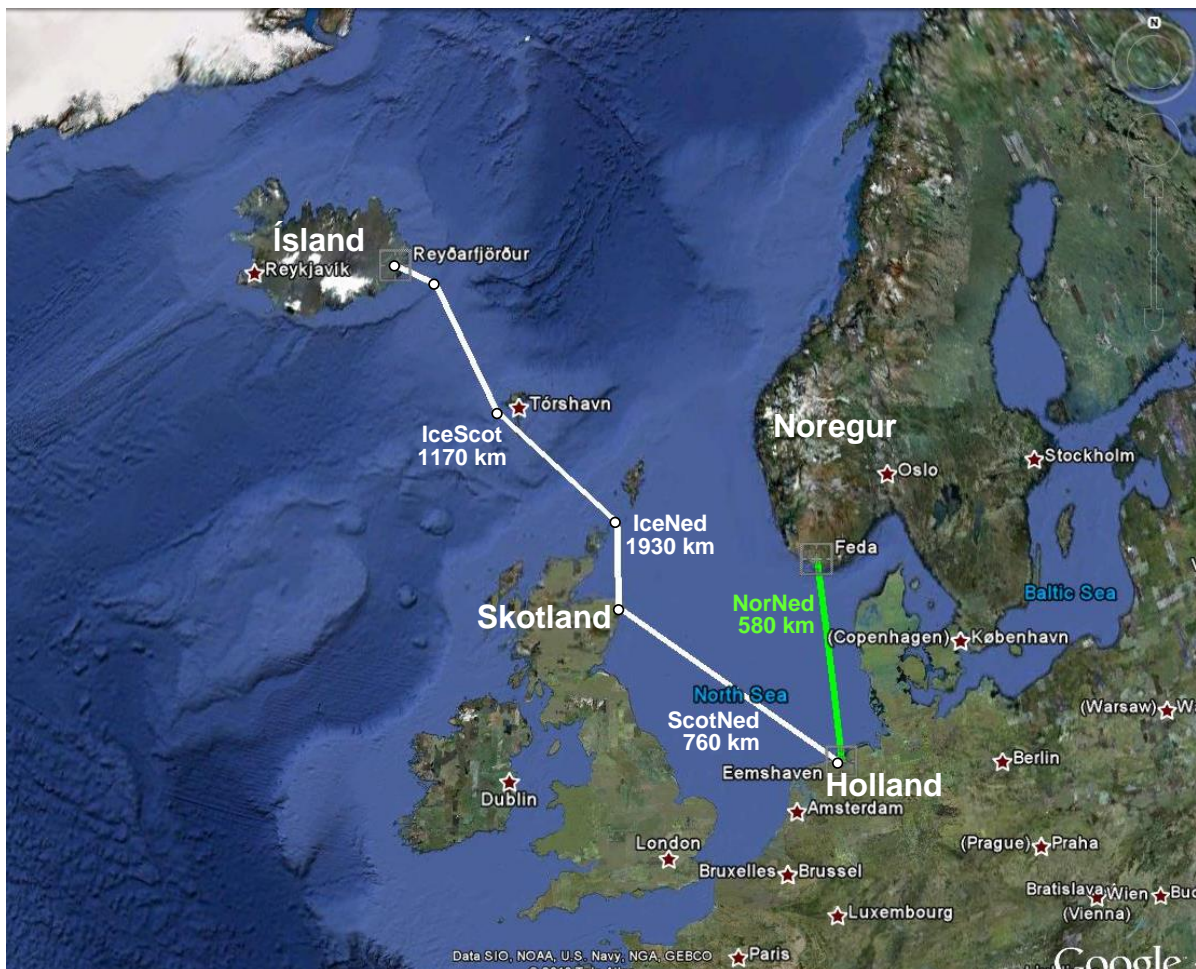 N
Ísland
Reyðarfjörður
Reykjavík
Tórshavn
IceScot
1170 km
Noregur
Oslo
Stockholm
IceNed
1930 km
Feda
Baltic Sea
NorNed
580 km
Skotland
(Copenhagen)
København
North Sea
ScotNed
760 km
(Warsaw)
Eemshaven
Holland
Berlin
Dublin
Amsterdam
London
(Prague)
Praha
Bruxelles
Brussel
Bratislava
Wien
(Vienna)
Luxembourg
Data SIO, NOAA, U.S. Navy, NGA, GEBCO
Paris
Google